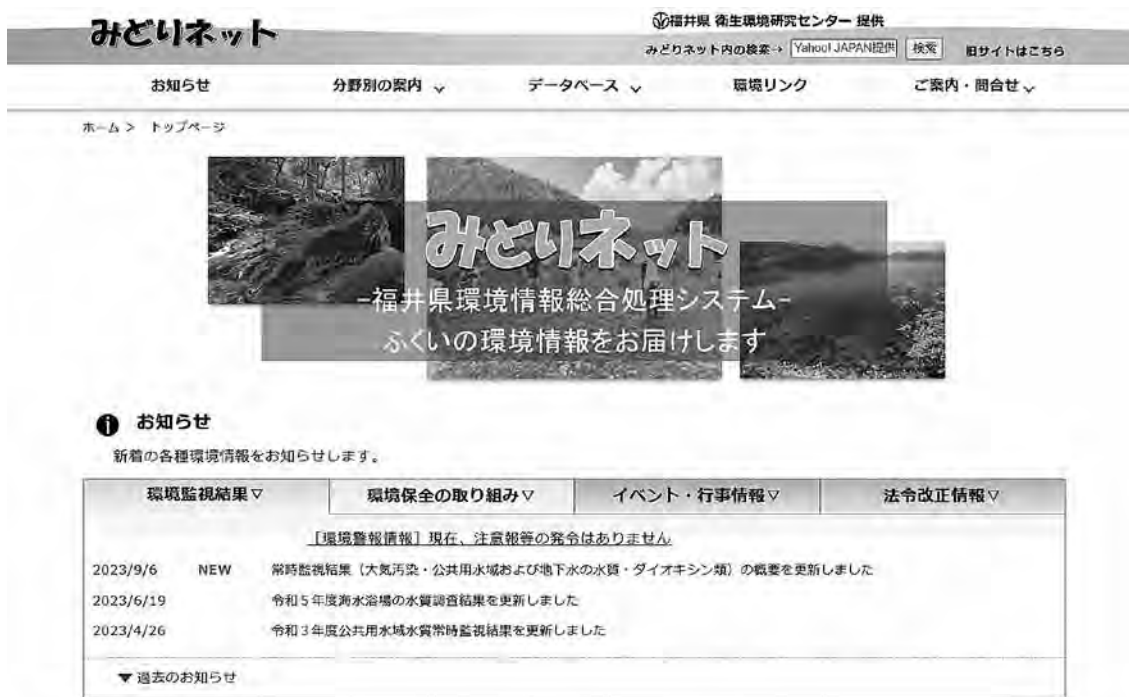 みどりネット
福井県 衛生環境研究センター 提供
みどりネット内の検索→ Yahoo! JAPAN提供 検索 旧サイトはこちら
お知らせ 分野別の案内 データベース 環境リンク ご案内・問合せ
ホーム > トップページ
みどりネット
-福井県環境情報総合処理システム-
ふくいの環境情報をお届けします
お知らせ
新着の各種環境情報をお知らせします。
環境監視結果▽ 環境保全の取り組み▽ イベント・行事情報▽ 法令改正情報▽
［環境警報情報］現在、注意報等の発令はありません
2023/9/6 NEW 常時監視結果（大気汚染・公共用水域および地下水の水質・ダイオキシン類）の概要を更新しました
2023/6/19 令和５年度海水浴場の水質調査結果を更新しました
2023/4/26 令和３年度公共用水域水質常時監視結果を更新しました
▼過去のお知らせ